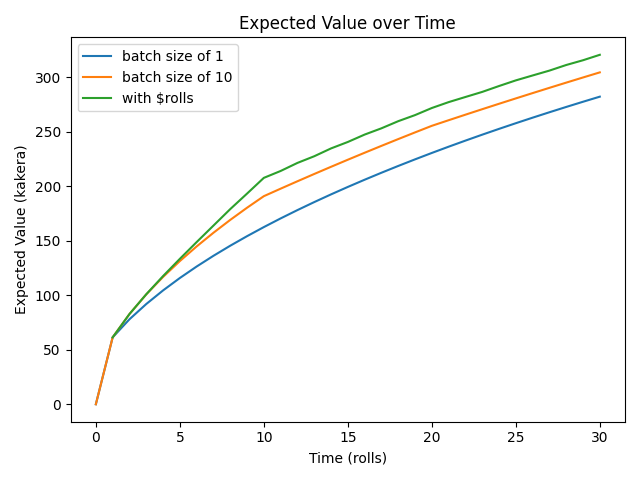 Expected Value over Time
batch size of 1
batch size of 10
with $rolls
Expected Value (kakera)
300
250
200
150
100
50
0
0 5 10 15 20 25 30
Time (rolls)